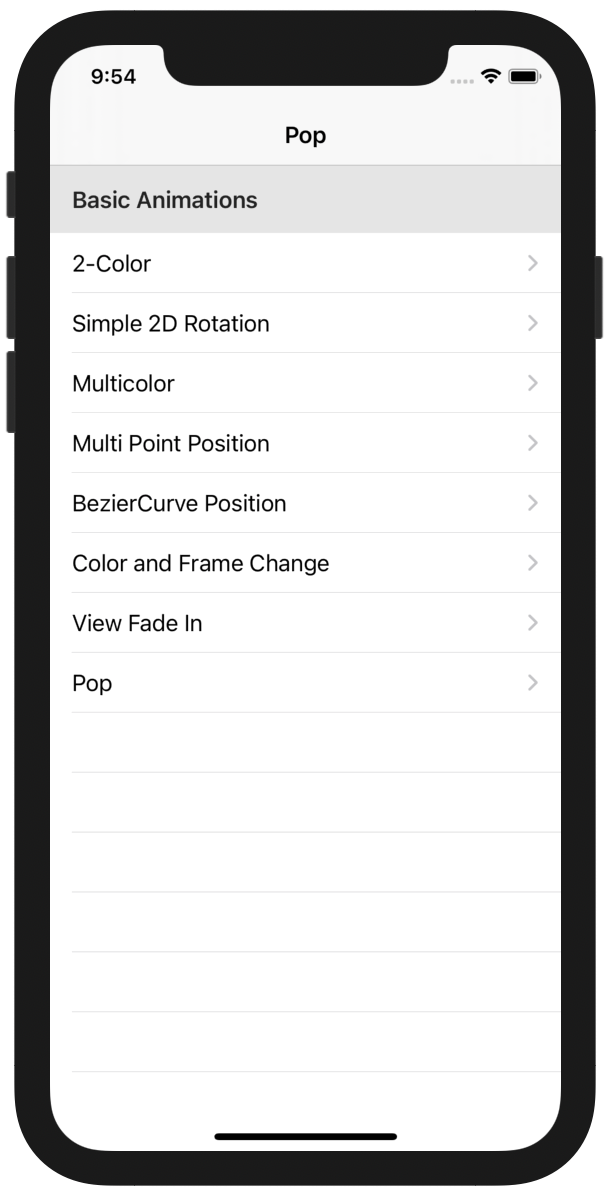 9:54
Pop
Basic Animations
2-Color
Simple 2D Rotation
Multicolor
Multi Point Position
BezierCurve Position
Color and Frame Change
View Fade In
Pop